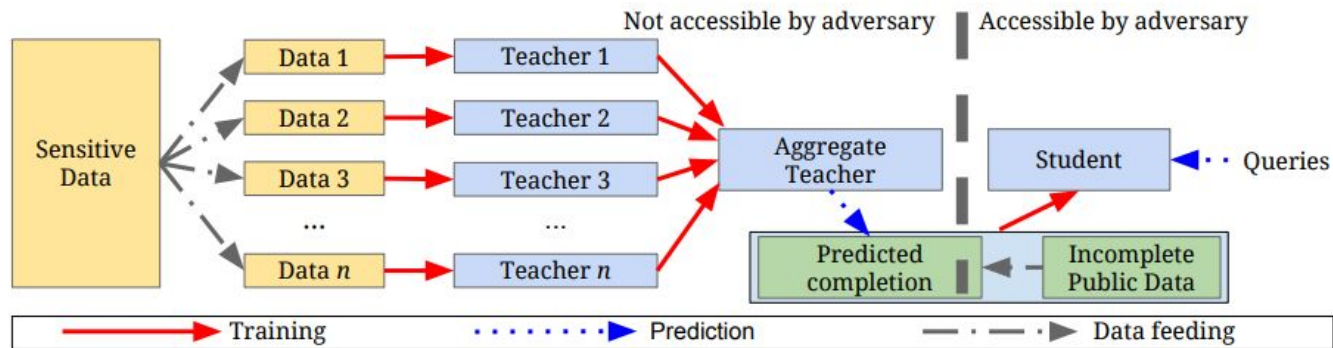 Not accessible by adversary
Accessible by adversary
Sensitive
Data
Data 1
Teacher 1
Data 2
Teacher 2
Data 3
Teacher 3
...
...
Data n
Teacher n
Aggregate
Teacher
Student
Queries
Predicted
completion
Incomplete
Public Data
Training
Prediction
Data feeding